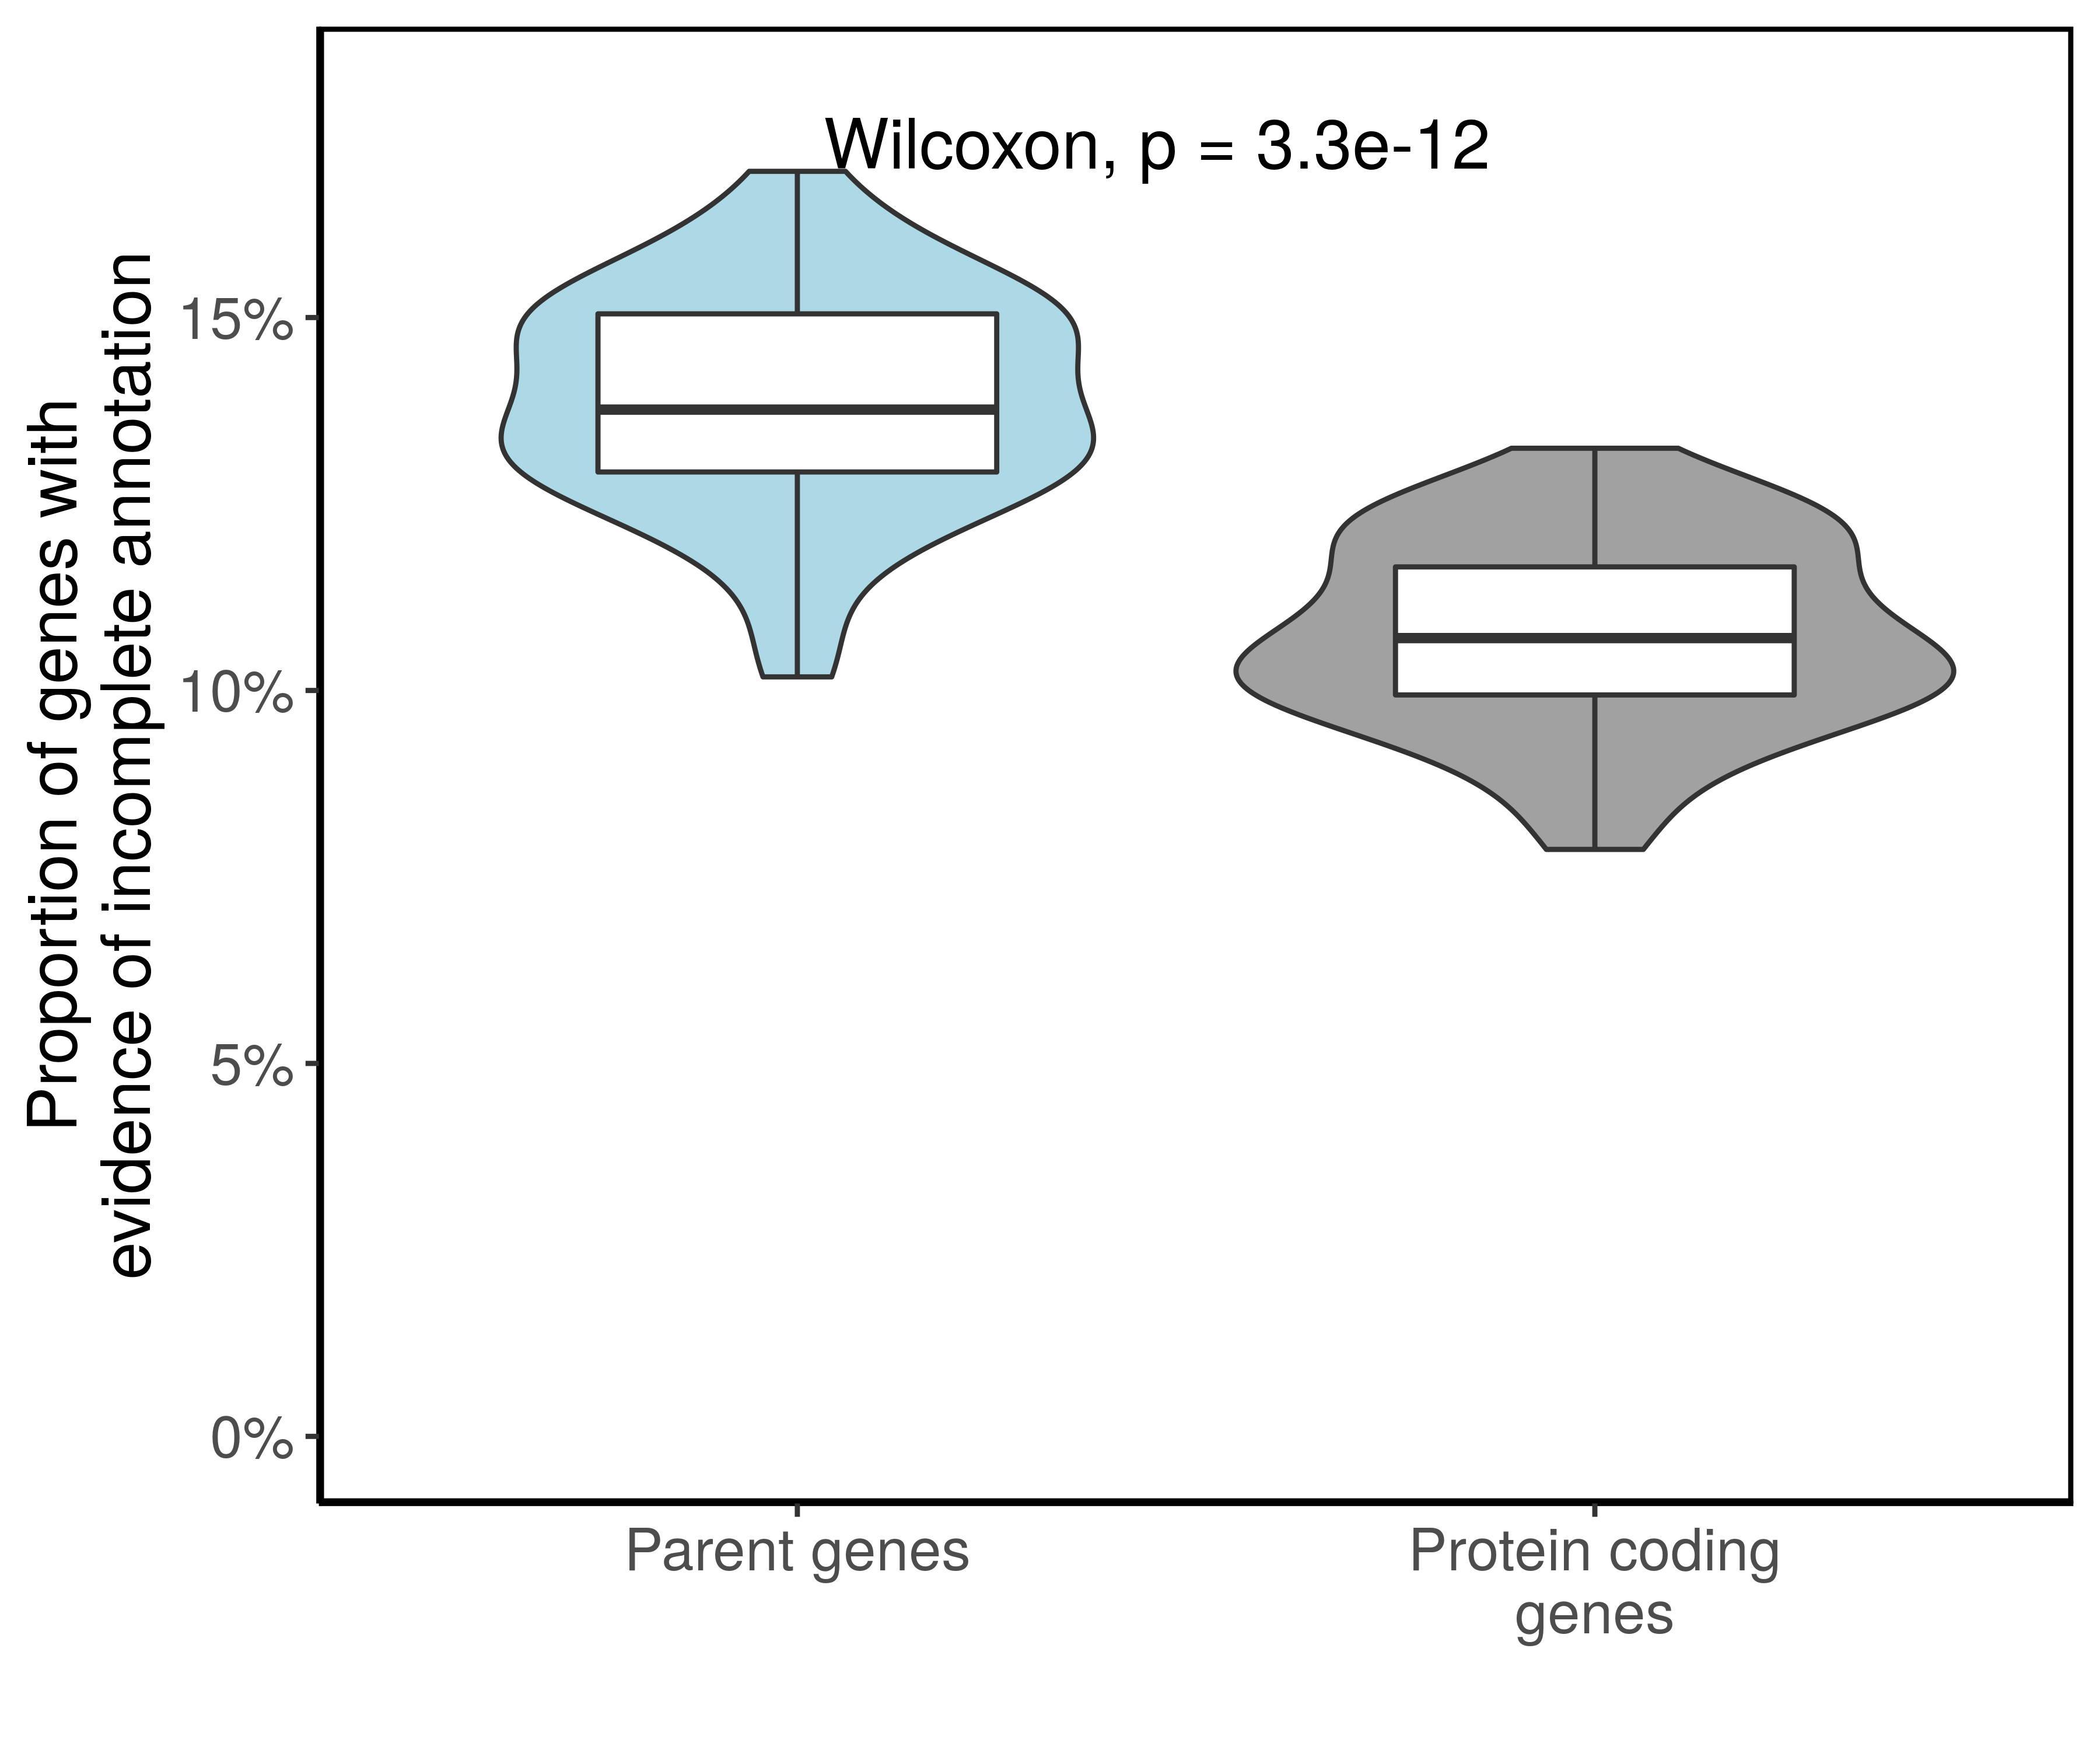 Wilcoxon, p = 3.3e-12
Proportion of genes with
evidence of incomplete annotation
15%
10%
5%
0%
Parent genes
Protein coding
genes